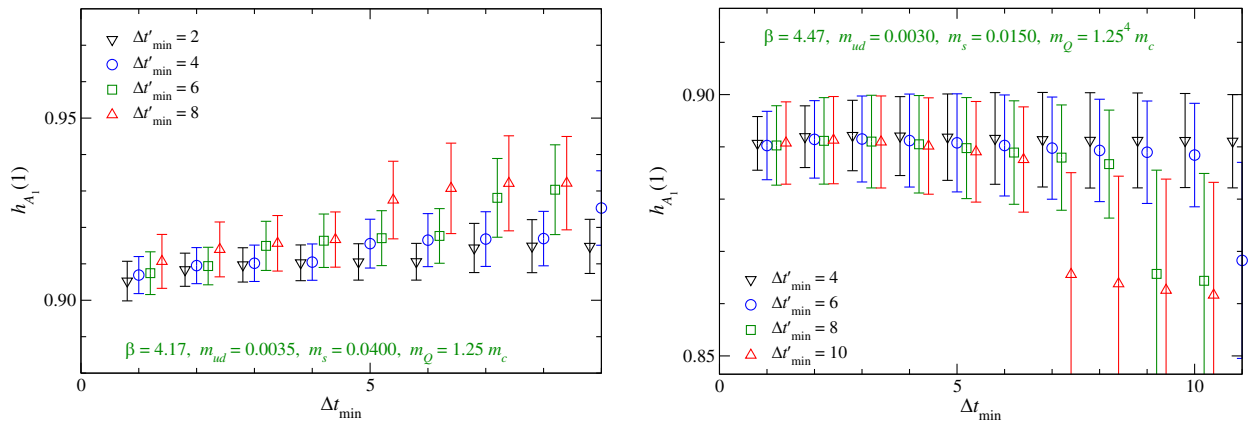 Δt'min = 2
Δt'min = 4
Δt'min = 6
Δt'min = 8
0.95
0.90
hA1(1)
β = 4.17, mud = 0.0035, ms = 0.0400, mQ = 1.25 mc
0 5
Δtmin
β = 4.47, mud = 0.0030, ms = 0.0150, mQ = 1.25⁴ mc
0.90
hA1(1)
Δt'min = 4
Δt'min = 6
Δt'min = 8
Δt'min = 10
0.85
0 5 10
Δtmin